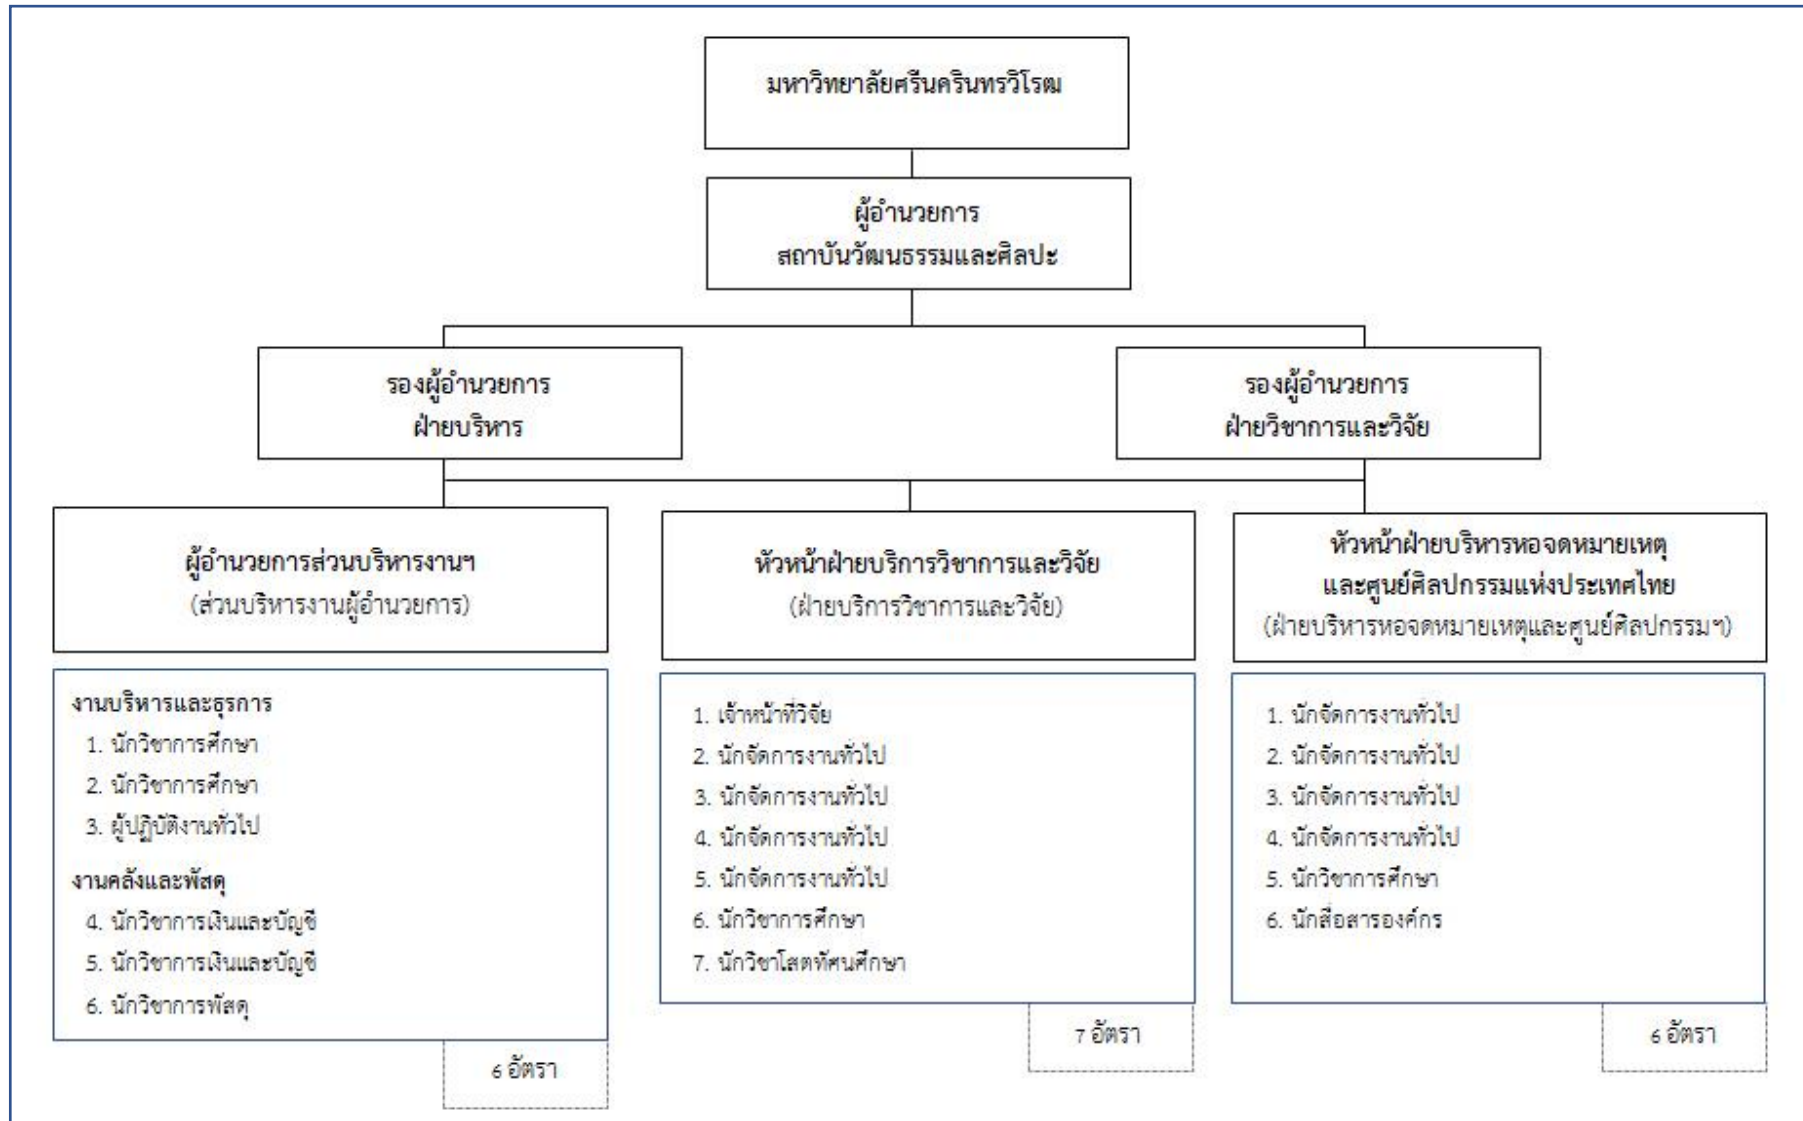 มหาวิทยาลัยศรีนครินทรวิโรฒ
ผู้อำนวยการ
สถาบันวัฒนธรรมและศิลปะ
รองผู้อำนวยการ
ฝ่ายบริหาร
รองผู้อำนวยการ
ฝ่ายวิชาการและวิจัย
ผู้อำนวยการส่วนบริหารงานฯ
(ส่วนบริหารงานผู้อำนวยการ)
หัวหน้าฝ่ายบริการวิชาการและวิจัย
(ฝ่ายบริการวิชาการและวิจัย)
หัวหน้าฝ่ายบริหารหอจดหมายเหตุ
และศูนย์ศิลปกรรมแห่งประเทศไทย
(ฝ่ายบริหารหอจดหมายเหตุและศูนย์ศิลปกรรมฯ)
งานบริหารและธุรการ
1. นักวิชาการศึกษา
2. นักวิชาการศึกษา
3. ผู้ปฏิบัติงานทั่วไป
งานคลังและพัสดุ
4. นักวิชาการเงินและบัญชี
5. นักวิชาการเงินและบัญชี
6. นักวิชาการพัสดุ
6 อัตรา
1. เจ้าหน้าที่วิจัย
2. นักจัดการงานทั่วไป
3. นักจัดการงานทั่วไป
4. นักจัดการงานทั่วไป
5. นักจัดการงานทั่วไป
6. นักวิชาการศึกษา
7. นักวิชาโสตทัศนศึกษา
7 อัตรา
1. นักจัดการงานทั่วไป
2. นักจัดการงานทั่วไป
3. นักจัดการงานทั่วไป
4. นักจัดการงานทั่วไป
5. นักวิชาการศึกษา
6. นักสื่อสารองค์กร
6 อัตรา